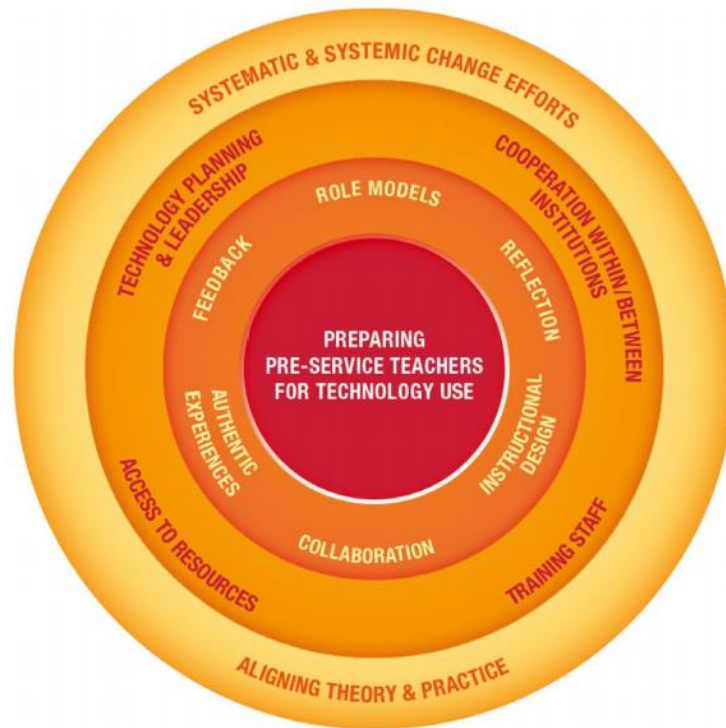 SYSTEMATIC & SYSTEMIC CHANGE EFFORTS
TECHNOLOGY PLANNING
& LEADERSHIP
COOPERATION WITHIN/BETWEEN
INSTITUTIONS
ROLE MODELS
FEEDBACK
REFLECTION
PREPARING
PRE-SERVICE TEACHERS
FOR TECHNOLOGY USE
AUTHENTIC
EXPERIENCES
INSTRUCTIONAL
DESIGN
COLLABORATION
ACCESS TO RESOURCES
TRAINING STAFF
ALIGNING THEORY & PRACTICE